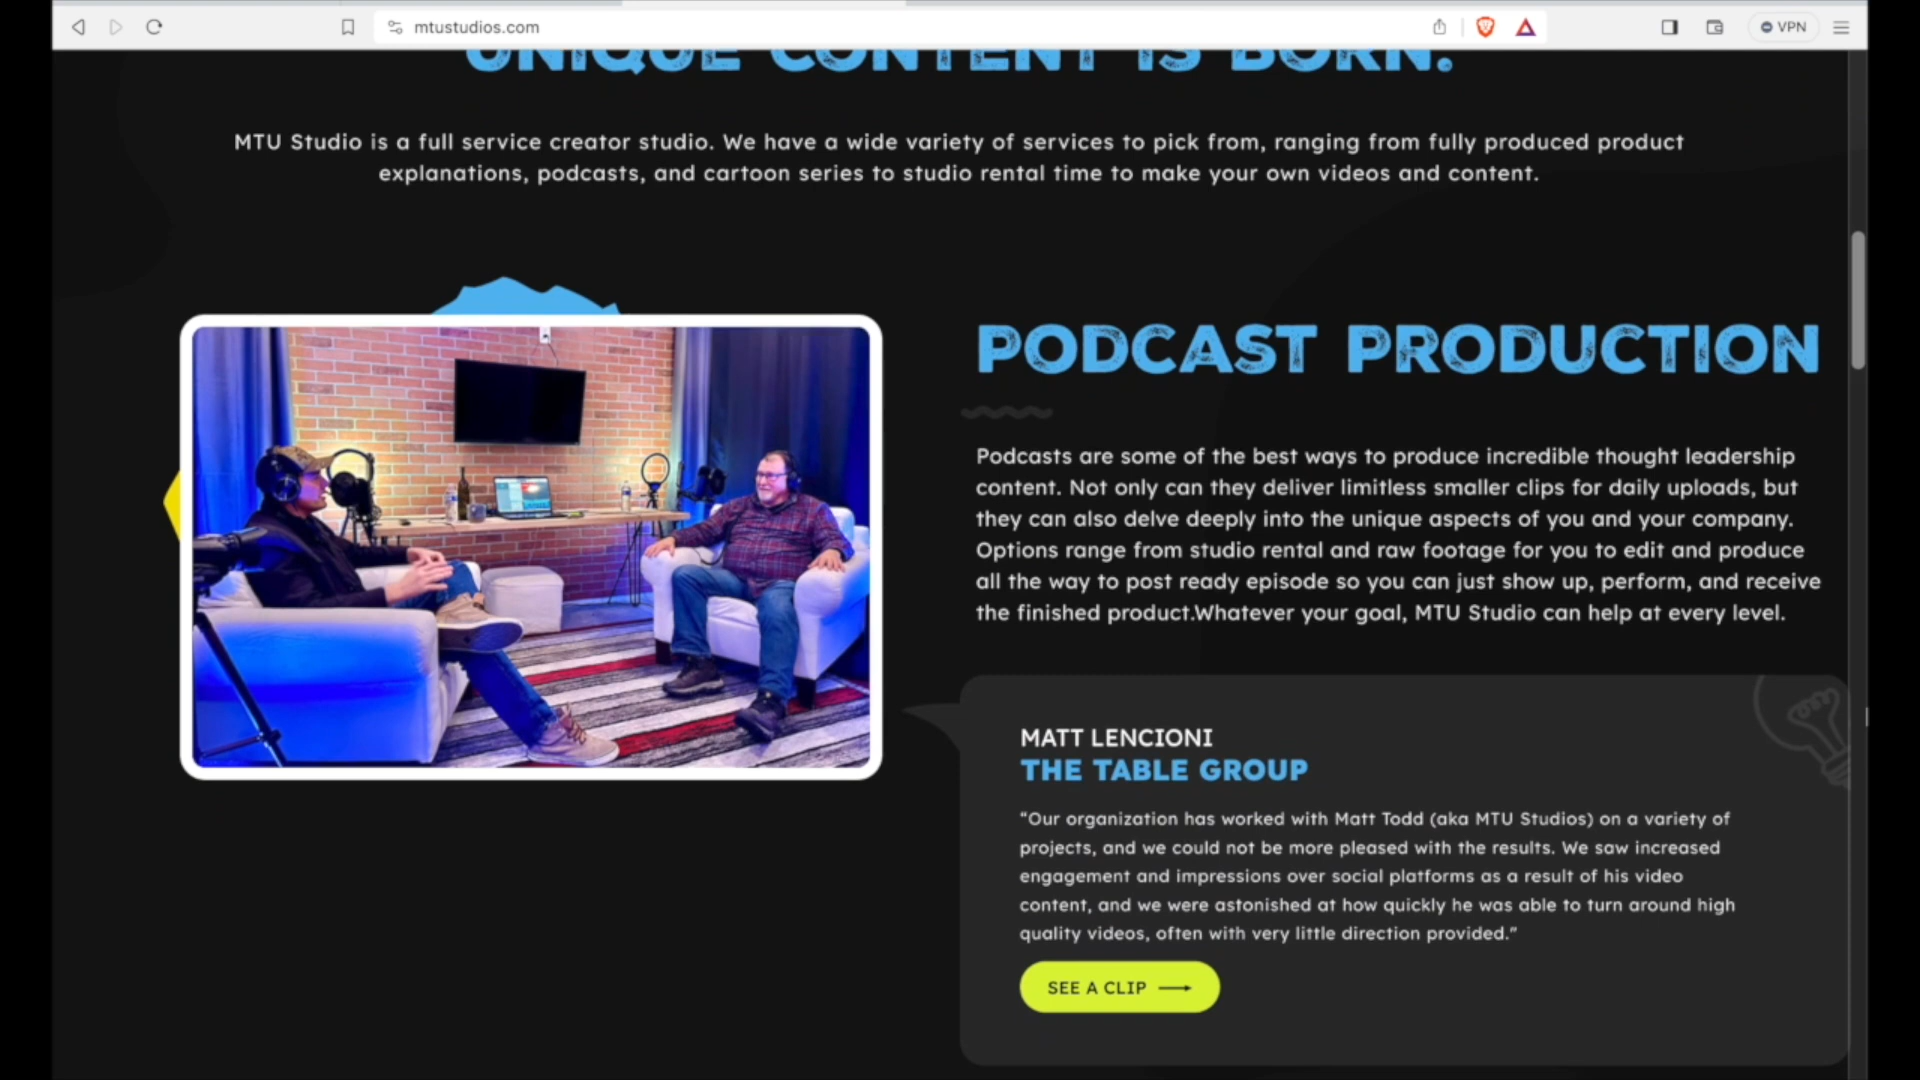 mtustudios.com
VPN
UNIQUE CONTENT IS BORN.
MTU Studio is a full service creator studio. We have a wide variety of services to pick from, ranging from fully produced product
explanations, podcasts, and cartoon series to studio rental time to make your own videos and content.
PODCAST PRODUCTION
Podcasts are some of the best ways to produce incredible thought leadership
content. Not only can they deliver limitless smaller clips for daily uploads, but
they can also delve deeply into the unique aspects of you and your company.
Options range from studio rental and raw footage for you to edit and produce
all the way to post ready episode so you can just show up, perform, and receive
the finished product.Whatever your goal, MTU Studio can help at every level.
MATT LENCIONI
THE TABLE GROUP
“Our organization has worked with Matt Todd (aka MTU Studios) on a variety of
projects, and we could not be more pleased with the results. We saw increased
engagement and impressions over social platforms as a result of his video
content, and we were astonished at how quickly he was able to turn around high
quality videos, often with very little direction provided.”
SEE A CLIP